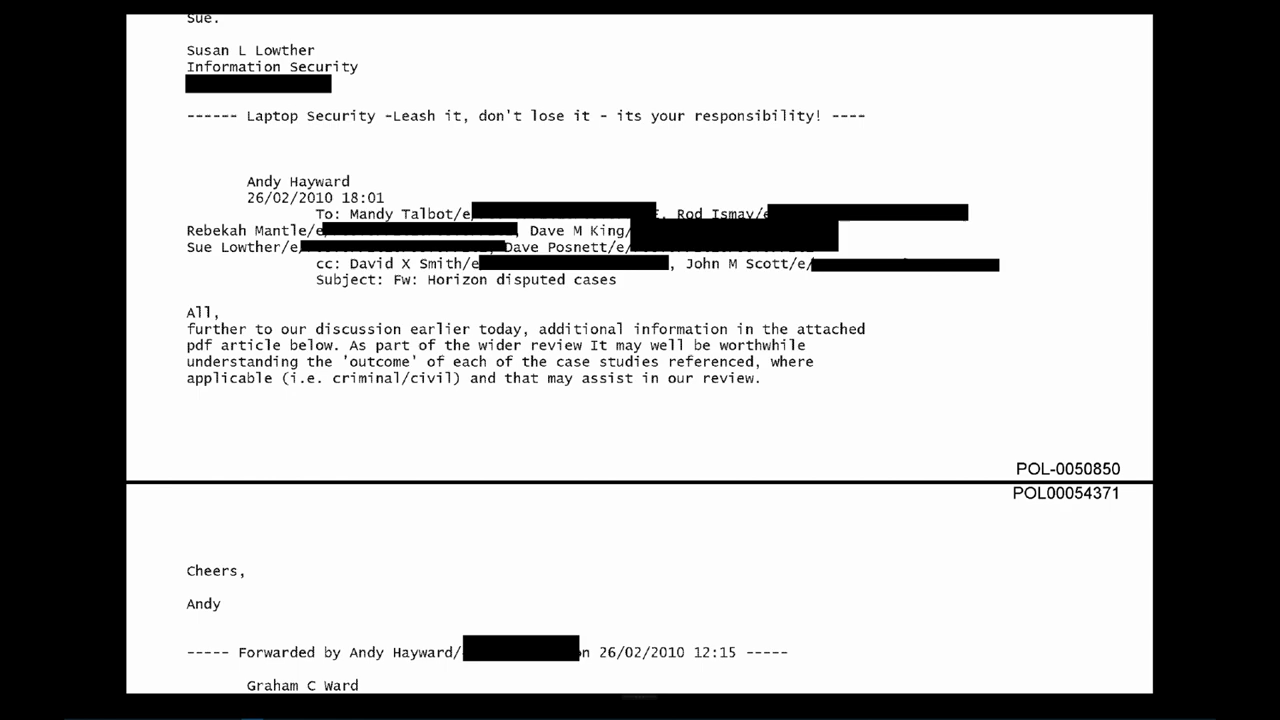 Sue.
Susan L Lowther
Information Security
------ Laptop Security -Leash it, don't lose it - its your responsibility! ----
Andy Hayward
26/02/2010 18:01
To: Mandy Talbot/e E, Rod Ismay/e
Rebekah Mantle/e , Dave M King/
Sue Lowther/e/ , Dave Posnett/e/
cc: David X Smith/e , John M Scott/e/
Subject: Fw: Horizon disputed cases
All,
further to our discussion earlier today, additional information in the attached
pdf article below. As part of the wider review It may well be worthwhile
understanding the 'outcome' of each of the case studies referenced, where
applicable (i.e. criminal/civil) and that may assist in our review.
POL-0050850
POL00054371
Cheers,
Andy
----- Forwarded by Andy Hayward/ on 26/02/2010 12:15 -----
Graham C Ward